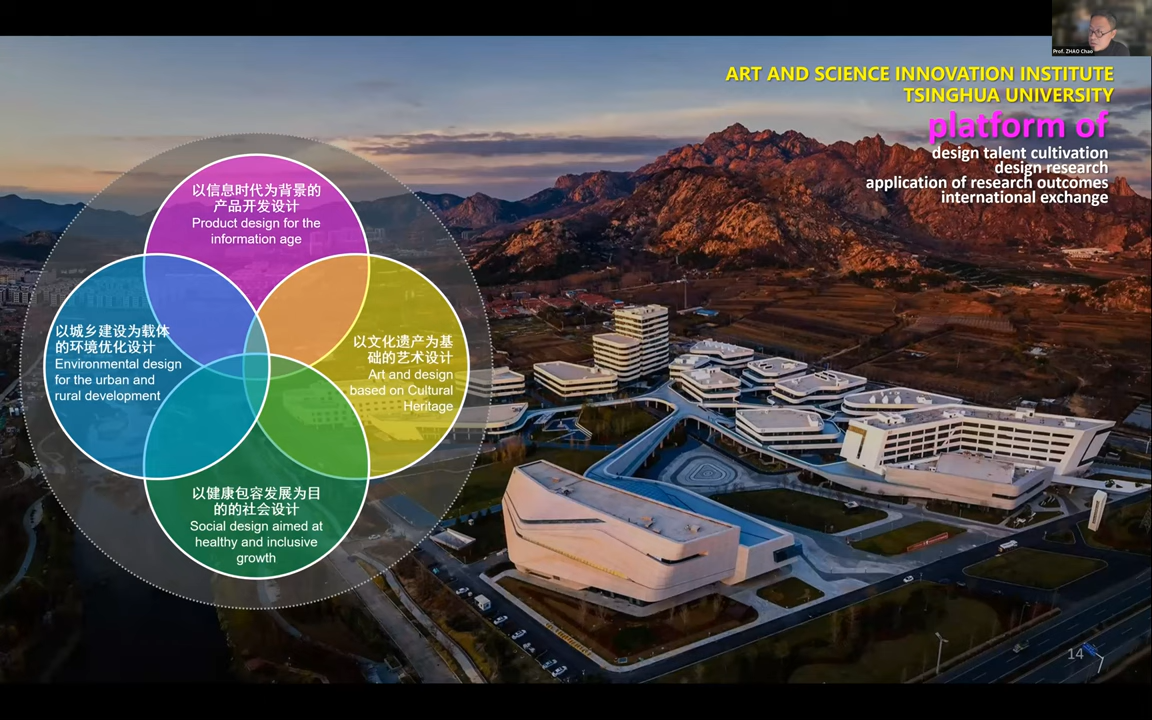 Prof. ZHAO Chao
ART AND SCIENCE INNOVATION INSTITUTE
TSINGHUA UNIVERSITY
platform of
design talent cultivation
design research
application of research outcomes
international exchange
以信息时代为背景的
产品开发设计
Product design for the
information age
以城乡建设为载体
的环境优化设计
Environmental design
for the urban and
rural development
以文化遗产为基
础的艺术设计
Art and design
based on Cultural
Heritage
以健康包容发展为目
的的社会设计
Social design aimed at
healthy and inclusive
growth
14